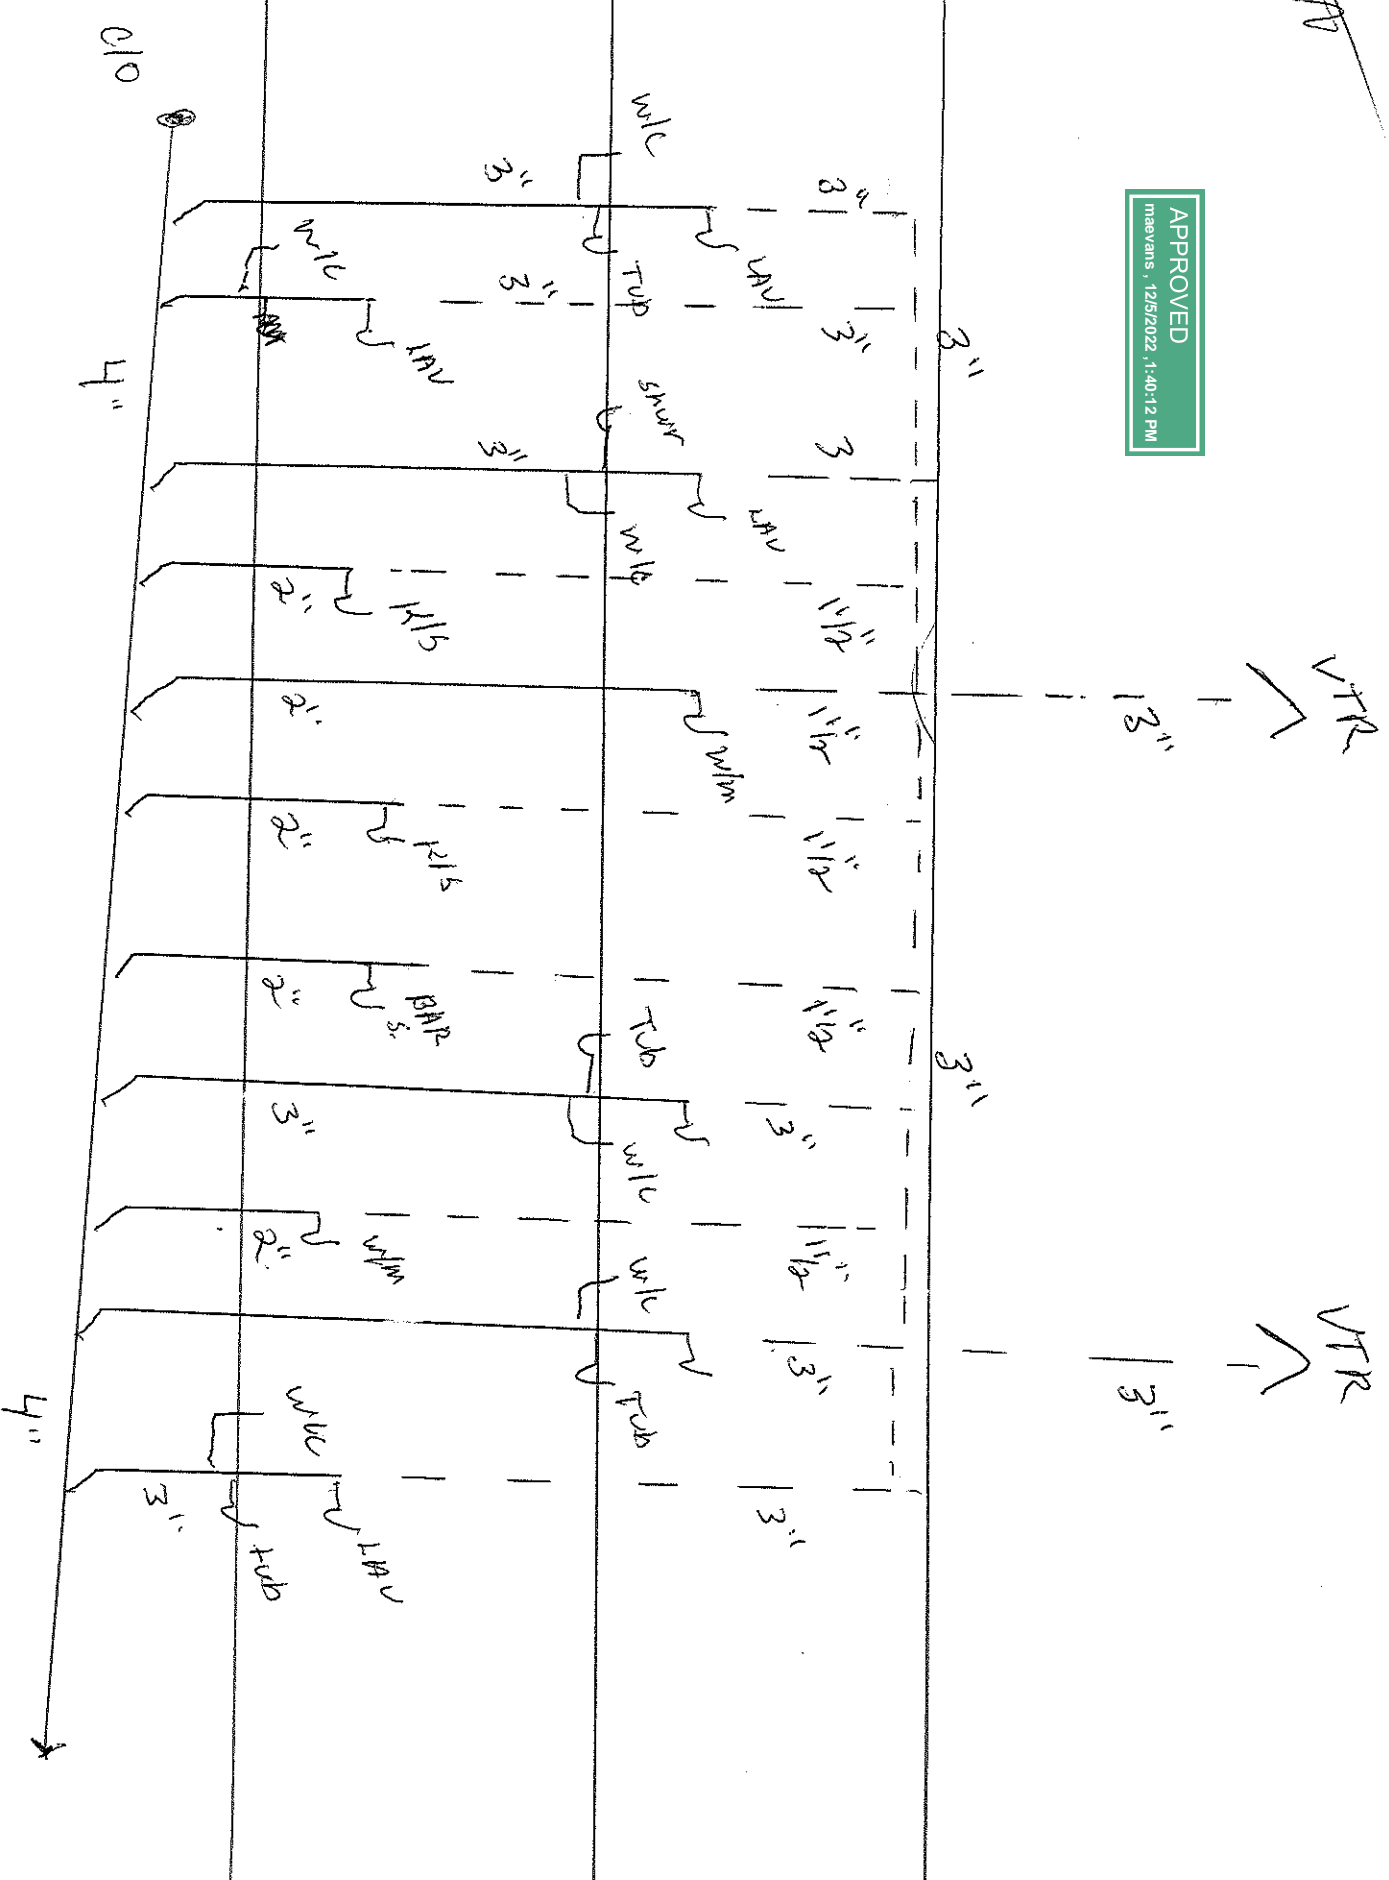 A
APPROVED
maevans , 12/5/2022 , 1:40:12 PM
VTR
VTR
3"
3"
3"
3"
3"
3"
3
1 1/2"
1 1/2"
1 1/2"
1 1/2"
3"
1 1/2"
3"
3"
LAV
LAV
W/C
TUB
3"
3"
Shwr
3"
W/C
W/M
Tub
W/C
W/C
Tub
W/C
LAV
2"
K/S
2"
2"
K/S
2"
BAR
S.
3"
2"
W/M
W/C
3"
tub
LAV
C/O
4"
4"